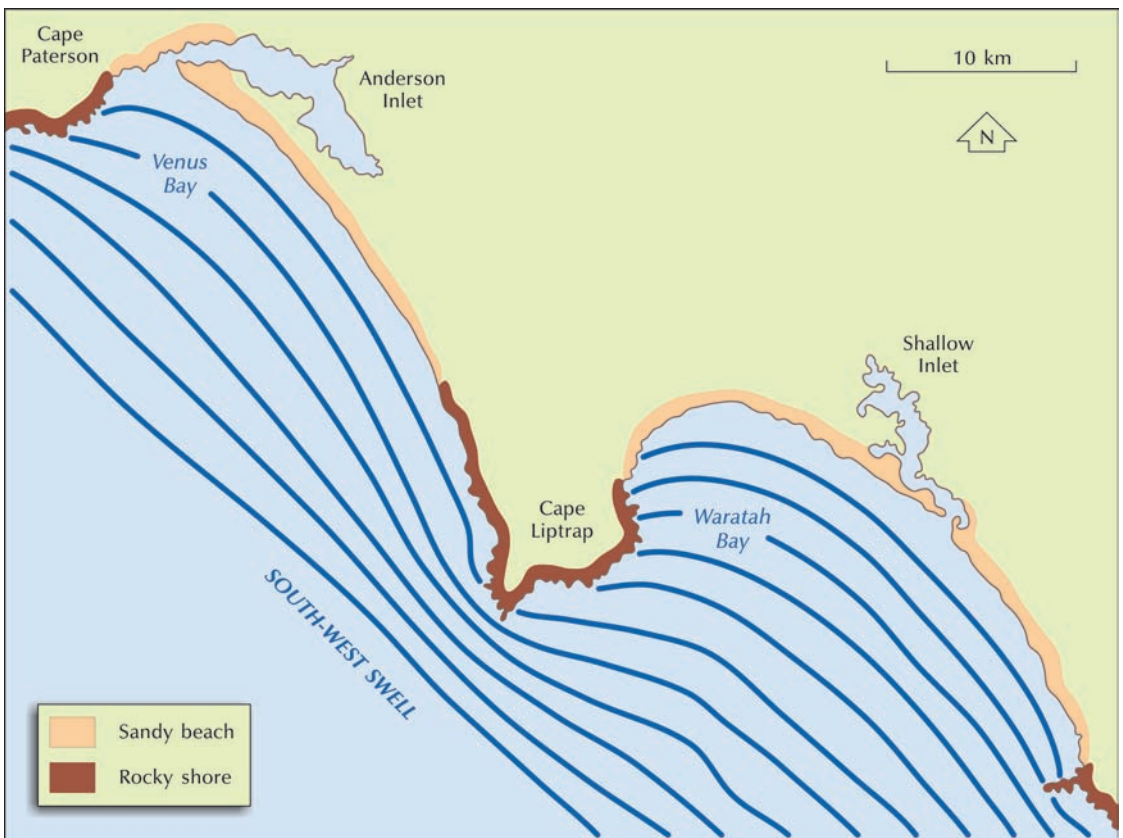 Cape
Paterson
Anderson
Inlet
10 km
N
Venus
Bay
Shallow
Inlet
Cape
Liptrap
Waratah
Bay
SOUTH-WEST SWELL
Sandy beach
Rocky shore